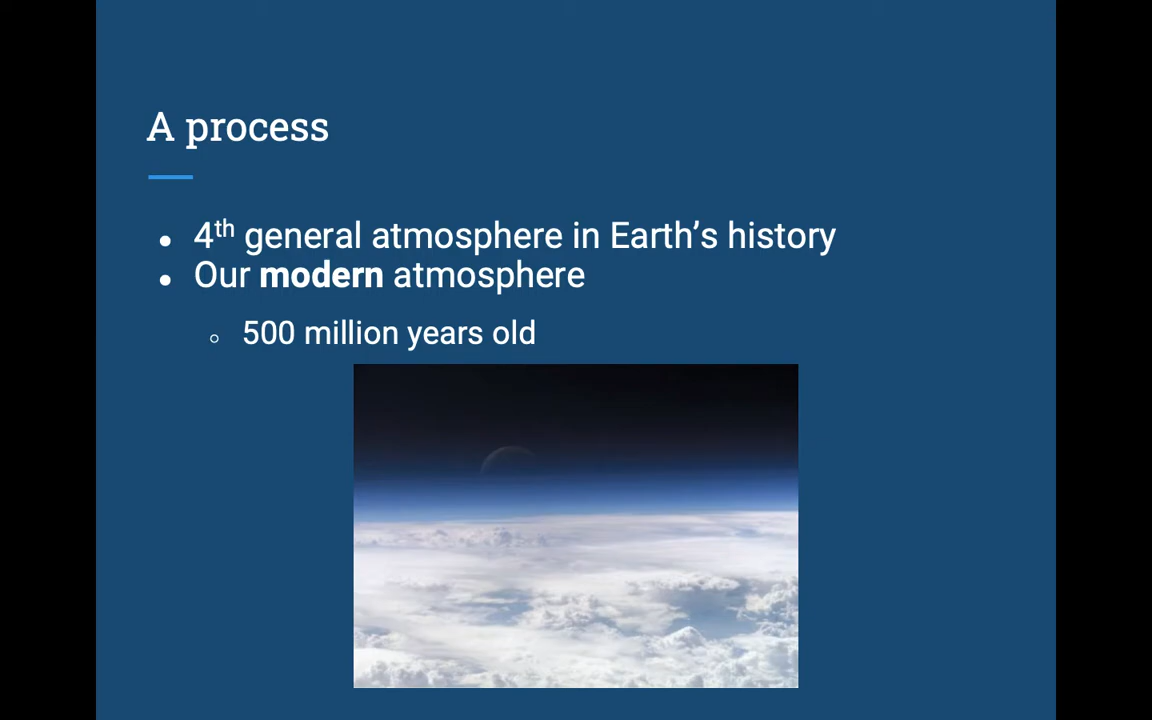 A process
4th general atmosphere in Earth’s history
Our modern atmosphere
500 million years old